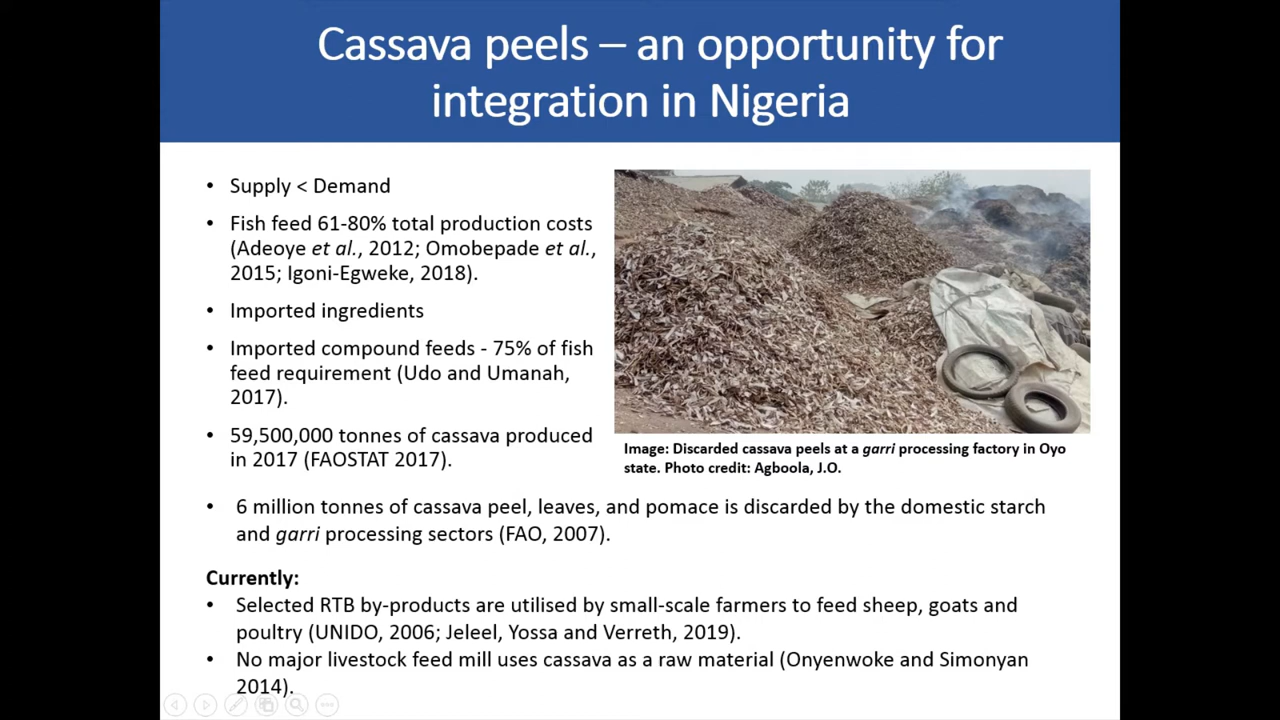 Cassava peels – an opportunity for
integration in Nigeria
• Supply < Demand
• Fish feed 61-80% total production costs
(Adeoye et al., 2012; Omobepade et al.,
2015; Igoni-Egweke, 2018).
• Imported ingredients
• Imported compound feeds - 75% of fish
feed requirement (Udo and Umanah,
2017).
• 59,500,000 tonnes of cassava produced
in 2017 (FAOSTAT 2017).
Image: Discarded cassava peels at a garri processing factory in Oyo
state. Photo credit: Agboola, J.O.
• 6 million tonnes of cassava peel, leaves, and pomace is discarded by the domestic starch
and garri processing sectors (FAO, 2007).
Currently:
• Selected RTB by-products are utilised by small-scale farmers to feed sheep, goats and
poultry (UNIDO, 2006; Jeleel, Yossa and Verreth, 2019).
• No major livestock feed mill uses cassava as a raw material (Onyenwoke and Simonyan
2014).